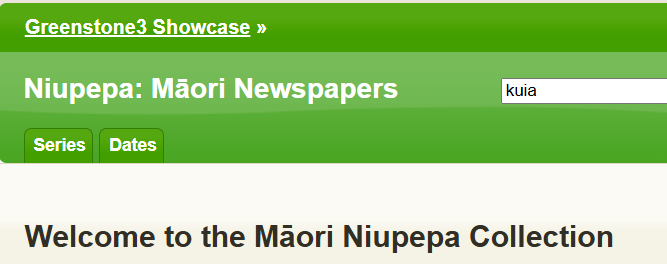 Greenstone3 Showcase »
Niupepa: Māori Newspapers
kuia
Series Dates
Welcome to the Māori Niupepa Collection